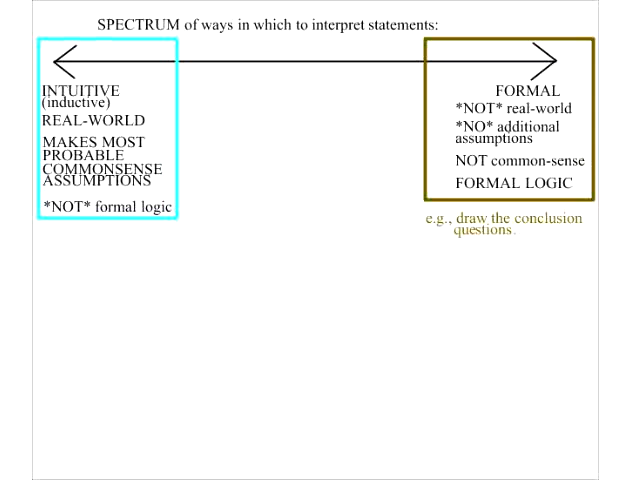 SPECTRUM of ways in which to interpret statements:
INTUITIVE
(inductive)
REAL-WORLD
MAKES MOST
PROBABLE
COMMONSENSE
ASSUMPTIONS
*NOT* formal logic
FORMAL
*NOT* real-world
*NO* additional
assumptions
NOT common-sense
FORMAL LOGIC
e.g., draw the conclusion
questions.